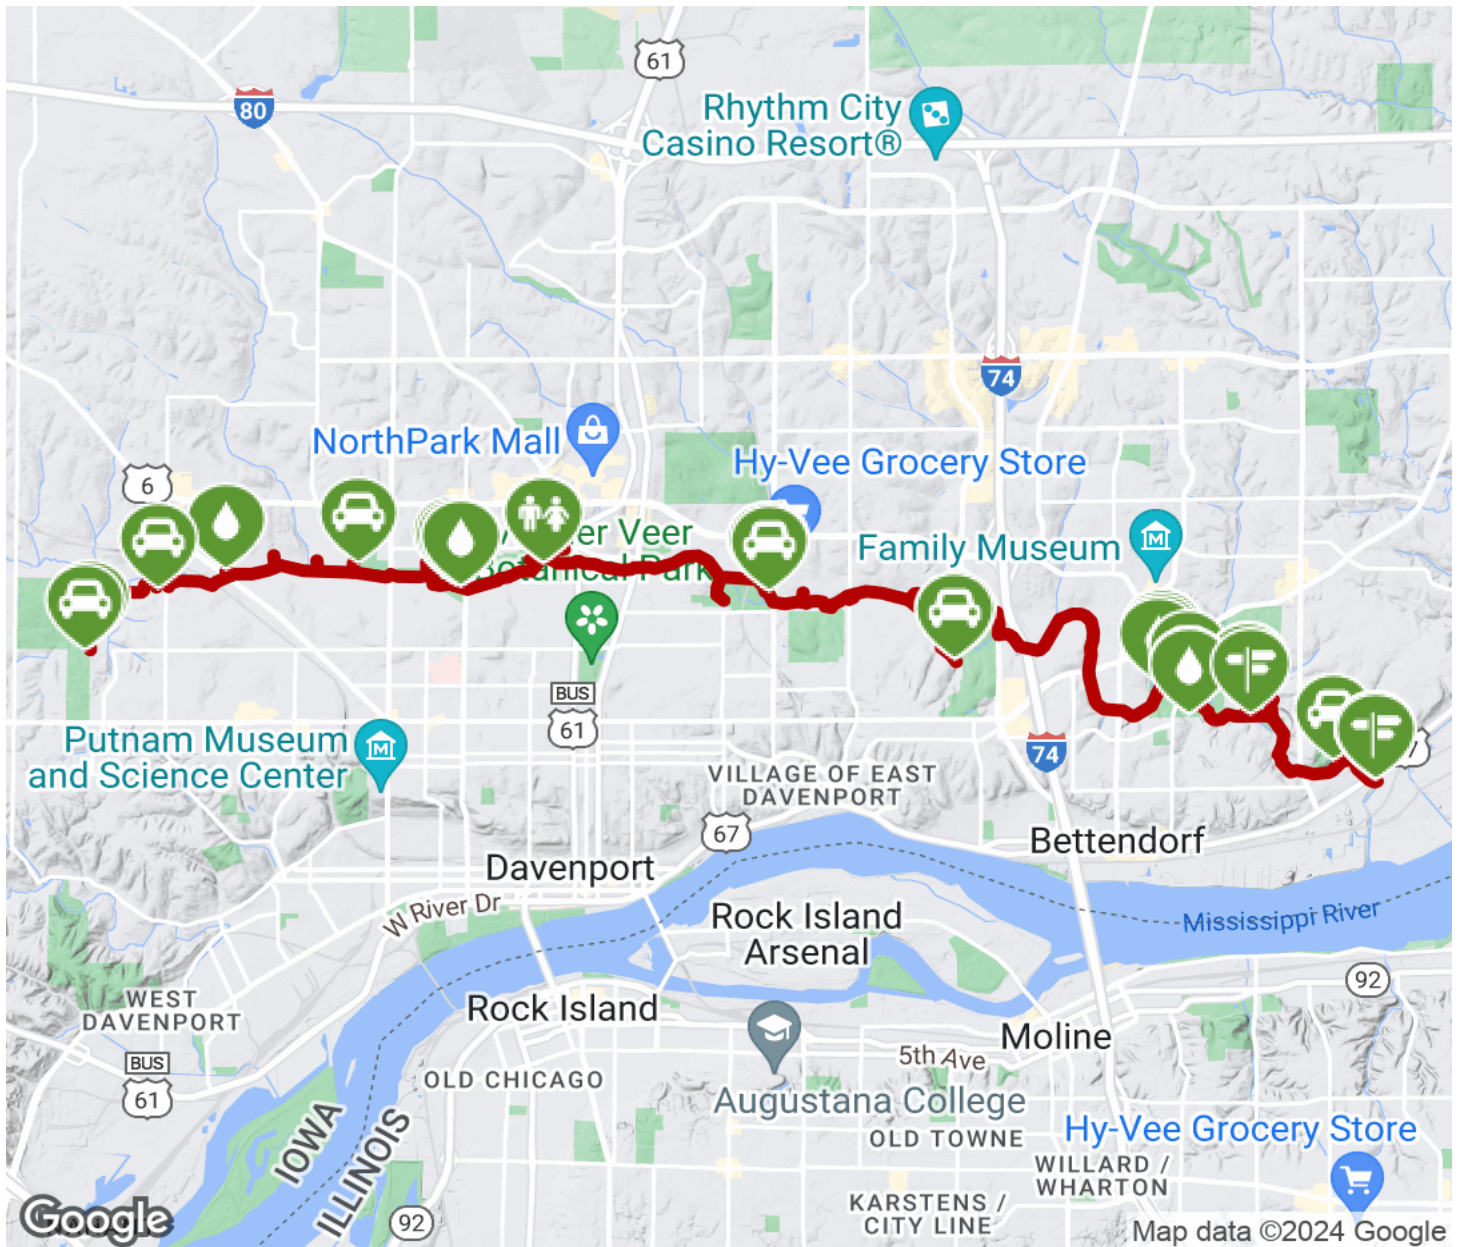 61
80
Rhythm City
Casino Resort®
74
NorthPark Mall
Hy-Vee Grocery Store
6
er Veer
Botanical Park
Family Museum
BUS
61
Putnam Museum
and Science Center
74
VILLAGE OF EAST
DAVENPORT
67
Bettendorf
Davenport
W River Dr
Rock Island
Arsenal
Mississippi River
92
WEST
DAVENPORT
Rock Island
Moline
BUS
61
5th Ave
OLD CHICAGO
Augustana College
OLD TOWNE
Hy-Vee Grocery Store
IOWA
ILLINOIS
WILLARD /
WHARTON
KARSTENS /
CITY LINE
92
Google
Map data ©2024 Google